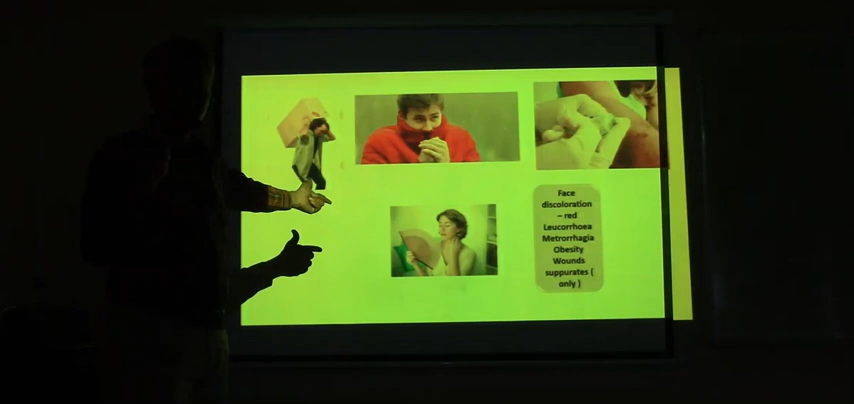 Face
discoloration
– red
Leucorrhoea
Metrorrhagia
Obesity
Wounds
suppurates (
only )